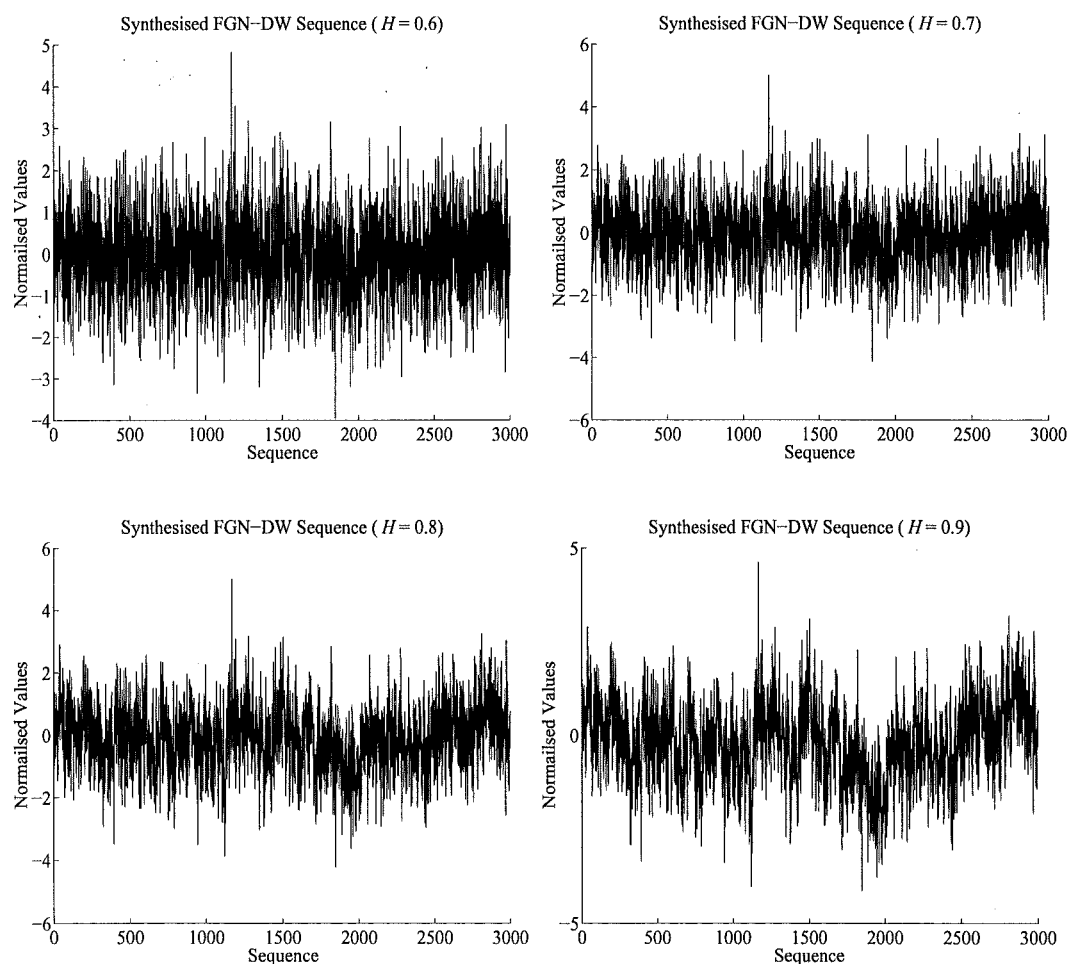 Synthesised FGN-DW Sequence ( H = 0.6)
5
4
3
2
1
0
-1
-2
-3
-4
Normailsed Values
0 500 1000 1500 2000 2500 3000
Sequence
Synthesised FGN-DW Sequence ( H = 0.7)
6
4
2
0
-2
-4
-6
Normailsed Values
0 500 1000 1500 2000 2500 3000
Sequence
Synthesised FGN-DW Sequence ( H = 0.8)
6
4
2
0
-2
-4
-6
Normailsed Values
0 500 1000 1500 2000 2500 3000
Sequence
Synthesised FGN-DW Sequence ( H = 0.9)
5
0
-5
Normailsed Values
0 500 1000 1500 2000 2500 3000
Sequence